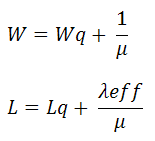 W = Wq + 1/μ
L = Lq + λeff/μ